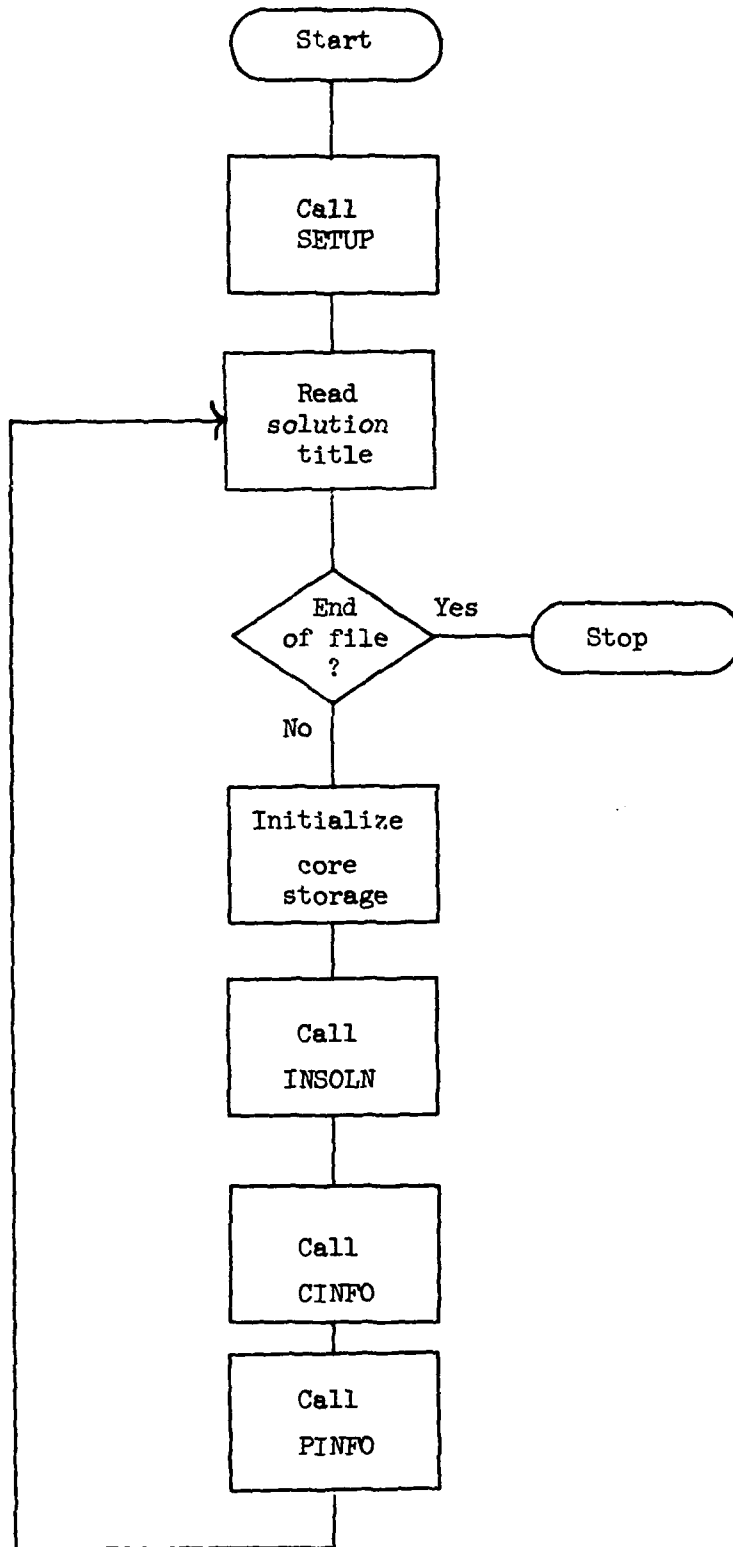 Start
Call
SETUP
Read
solution
title
End
of file
?
Yes
Stop
No
Initialize
core
storage
Call
INSOLN
Call
CINFO
Call
PINFO